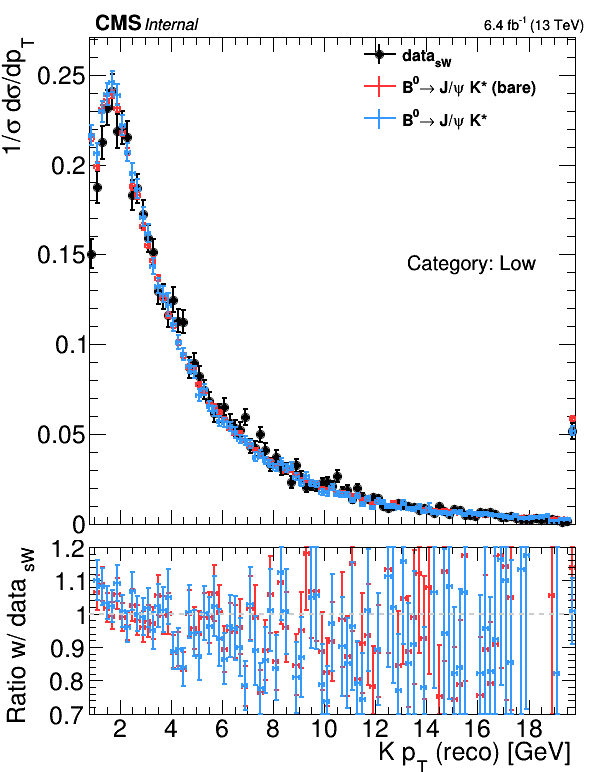 CMS Internal 6.4 fb⁻¹ (13 TeV)
1/σ dσ/dp_T
data_sW
B⁰→ J/ψ K* (bare)
B⁰→ J/ψ K*
Category: Low
0.25
0.2
0.15
0.1
0.05
0
Ratio w/ data _sW
1.2
1.1
1
0.9
0.8
0.7
2 4 6 8 10 12 14 16 18
K p_T (reco) [GeV]